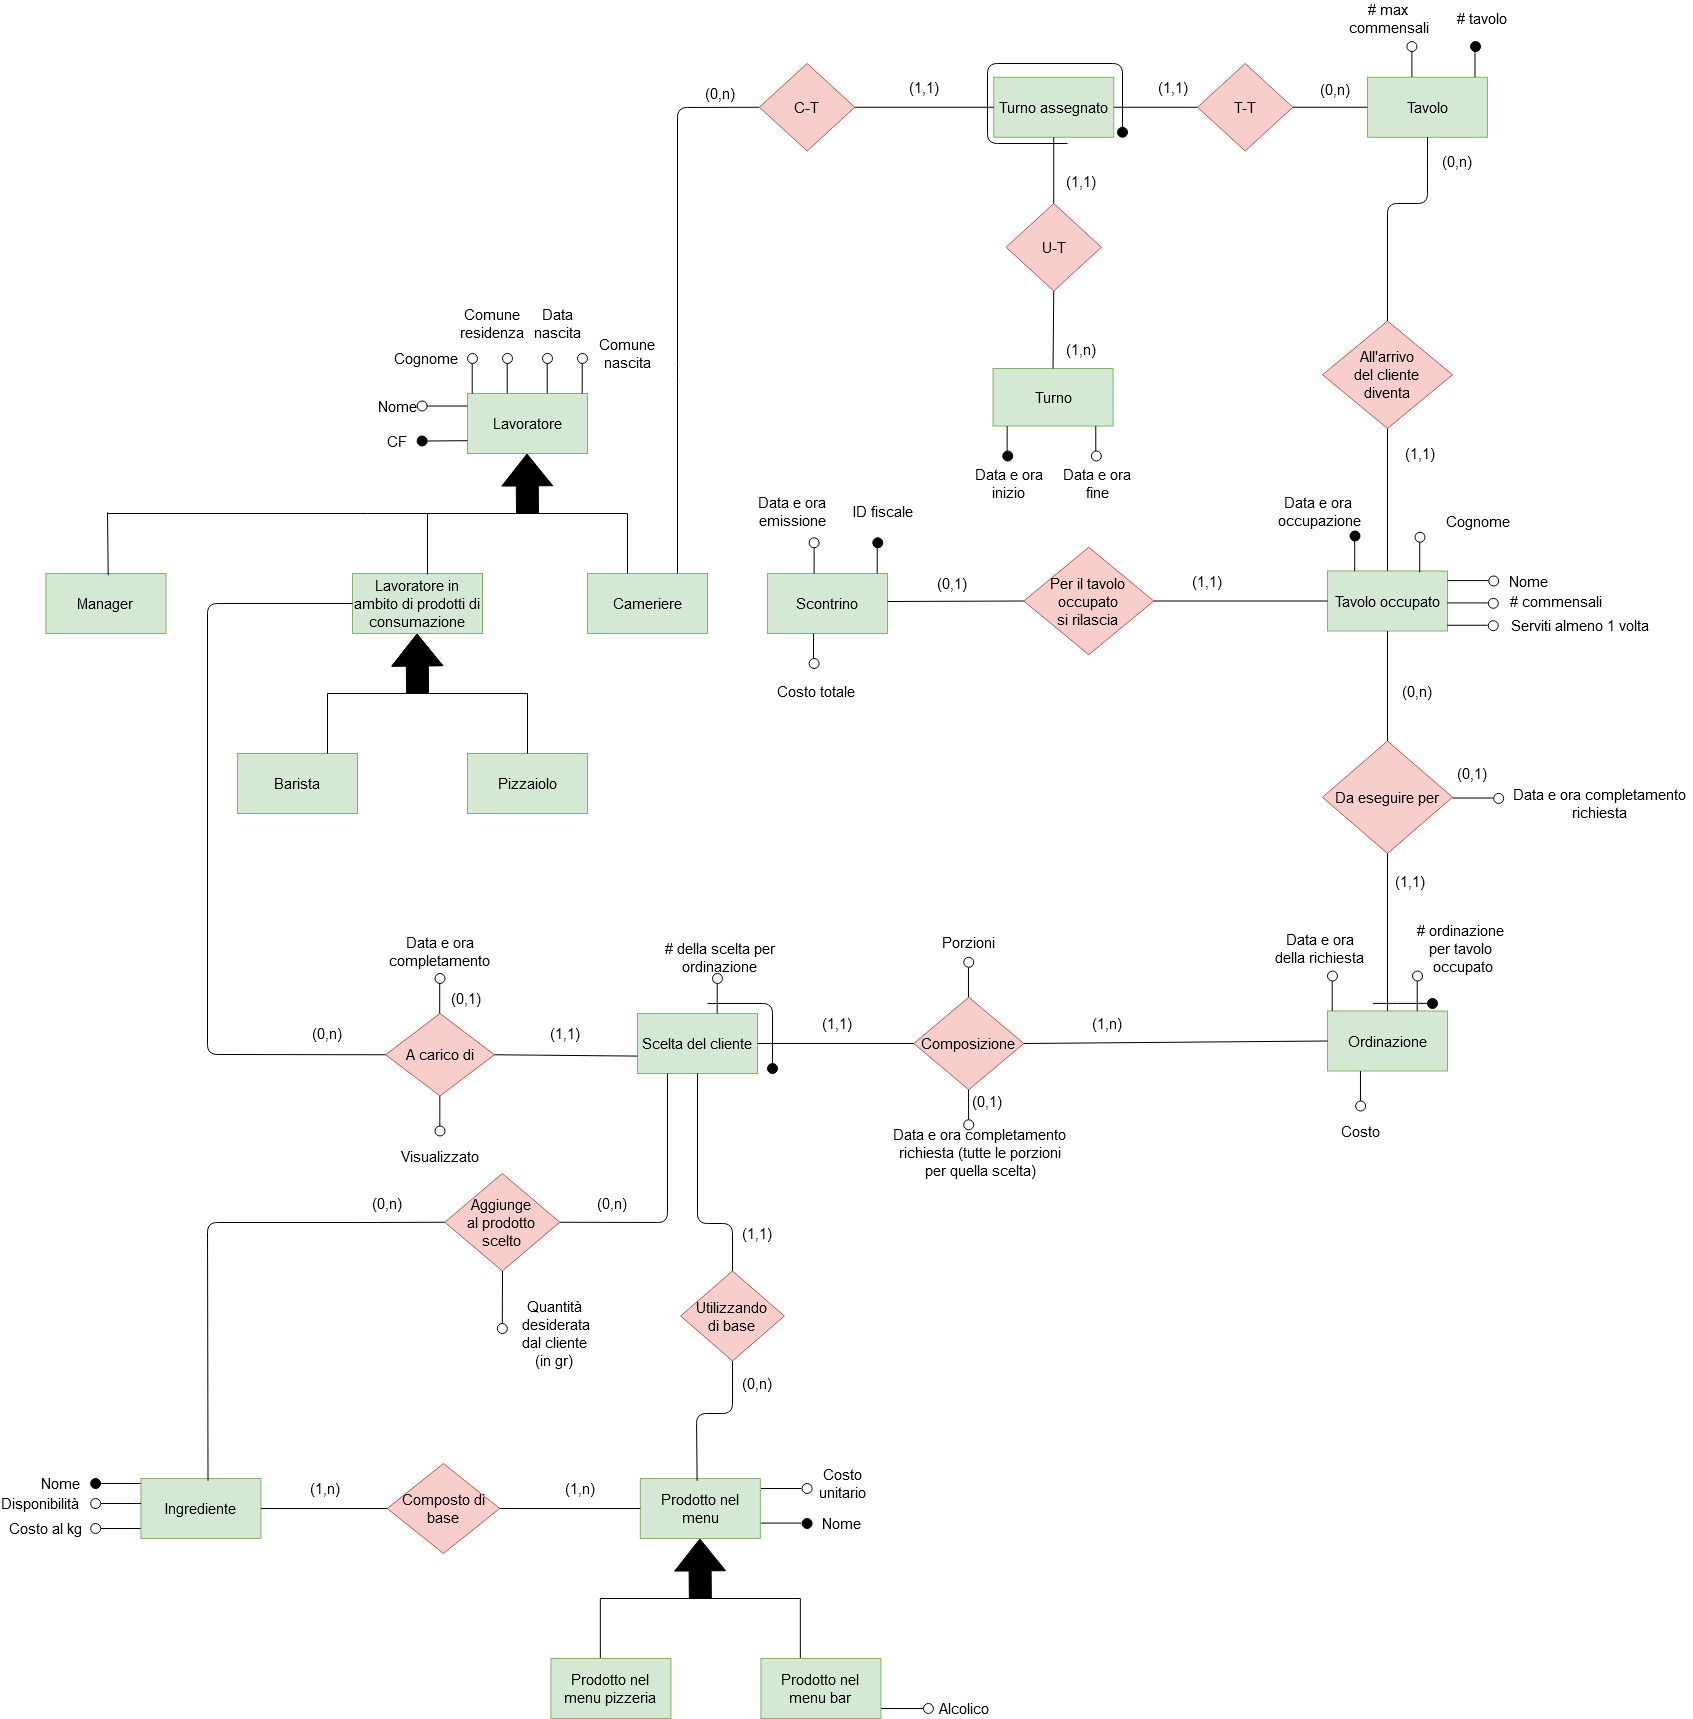 # max
commensali
# tavolo
(0,n)
C-T
(1,1)
Turno assegnato
(1,1)
T-T
(0,n)
Tavolo
(0,n)
(1,1)
U-T
(1,n)
Turno
Data e ora
inizio
Data e ora
fine
All'arrivo
del cliente
diventa
(1,1)
Comune
residenza
Data
nascita
Comune
nascita
Cognome
Nome
CF
Lavoratore
Manager
Lavoratore in
ambito di prodotti di
consumazione
Cameriere
Barista
Pizzaiolo
Data e ora
emissione
ID fiscale
Scontrino
Costo totale
(0,1)
Per il tavolo
occupato
si rilascia
(1,1)
Data e ora
occupazione
Cognome
Tavolo occupato
Nome
# commensali
Serviti almeno 1 volta
(0,n)
Da eseguire per
(0,1)
Data e ora completamento
richiesta
(1,1)
Data e ora
della richiesta
# ordinazione
per tavolo
occupato
Ordinazione
Costo
Data e ora
completamento
(0,1)
(0,n)
A carico di
(1,1)
Visualizzato
# della scelta per
ordinazione
Scelta del cliente
(1,1)
Porzioni
Composizione
(1,n)
(0,1)
Data e ora completamento
richiesta (tutte le porzioni
per quella scelta)
(0,n)
Aggiunge
al prodotto
scelto
(0,n)
Quantità
desiderata
dal cliente
(in gr)
(1,1)
Utilizzando
di base
(0,n)
Nome
Disponibilità
Costo al kg
Ingrediente
(1,n)
Composto di
base
(1,n)
Prodotto nel
menu
Costo
unitario
Nome
Prodotto nel
menu pizzeria
Prodotto nel
menu bar
Alcolico